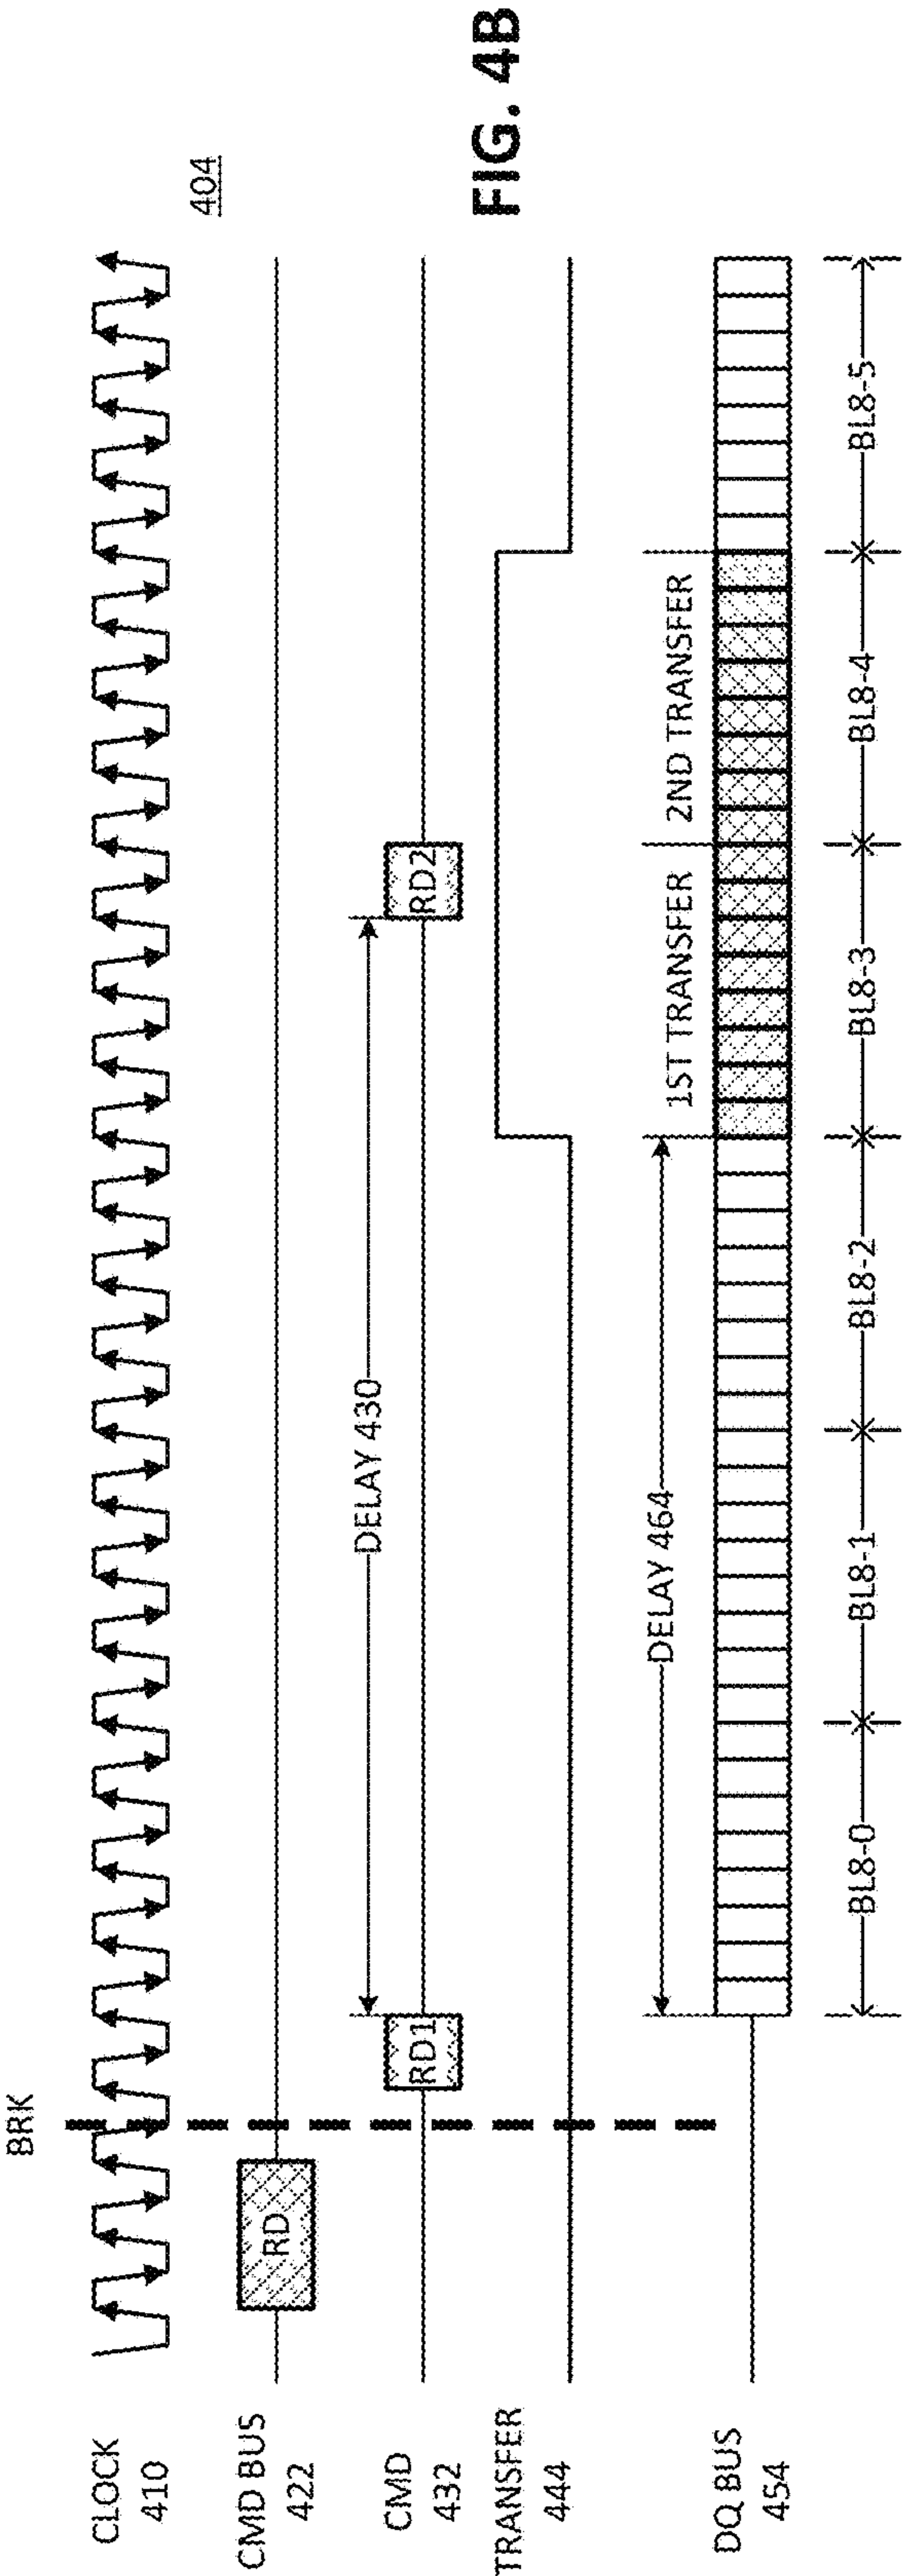 BRK
CLOCK
410
404
CMD BUS
422
RD
DELAY 430
CMD
432
RD1
RD2
TRANSFER
444
DELAY 464
1ST TRANSFER
2ND TRANSFER
DQ BUS
454
BL8-0
BL8-1
BL8-2
BL8-3
BL8-4
BL8-5
FIG. 4B